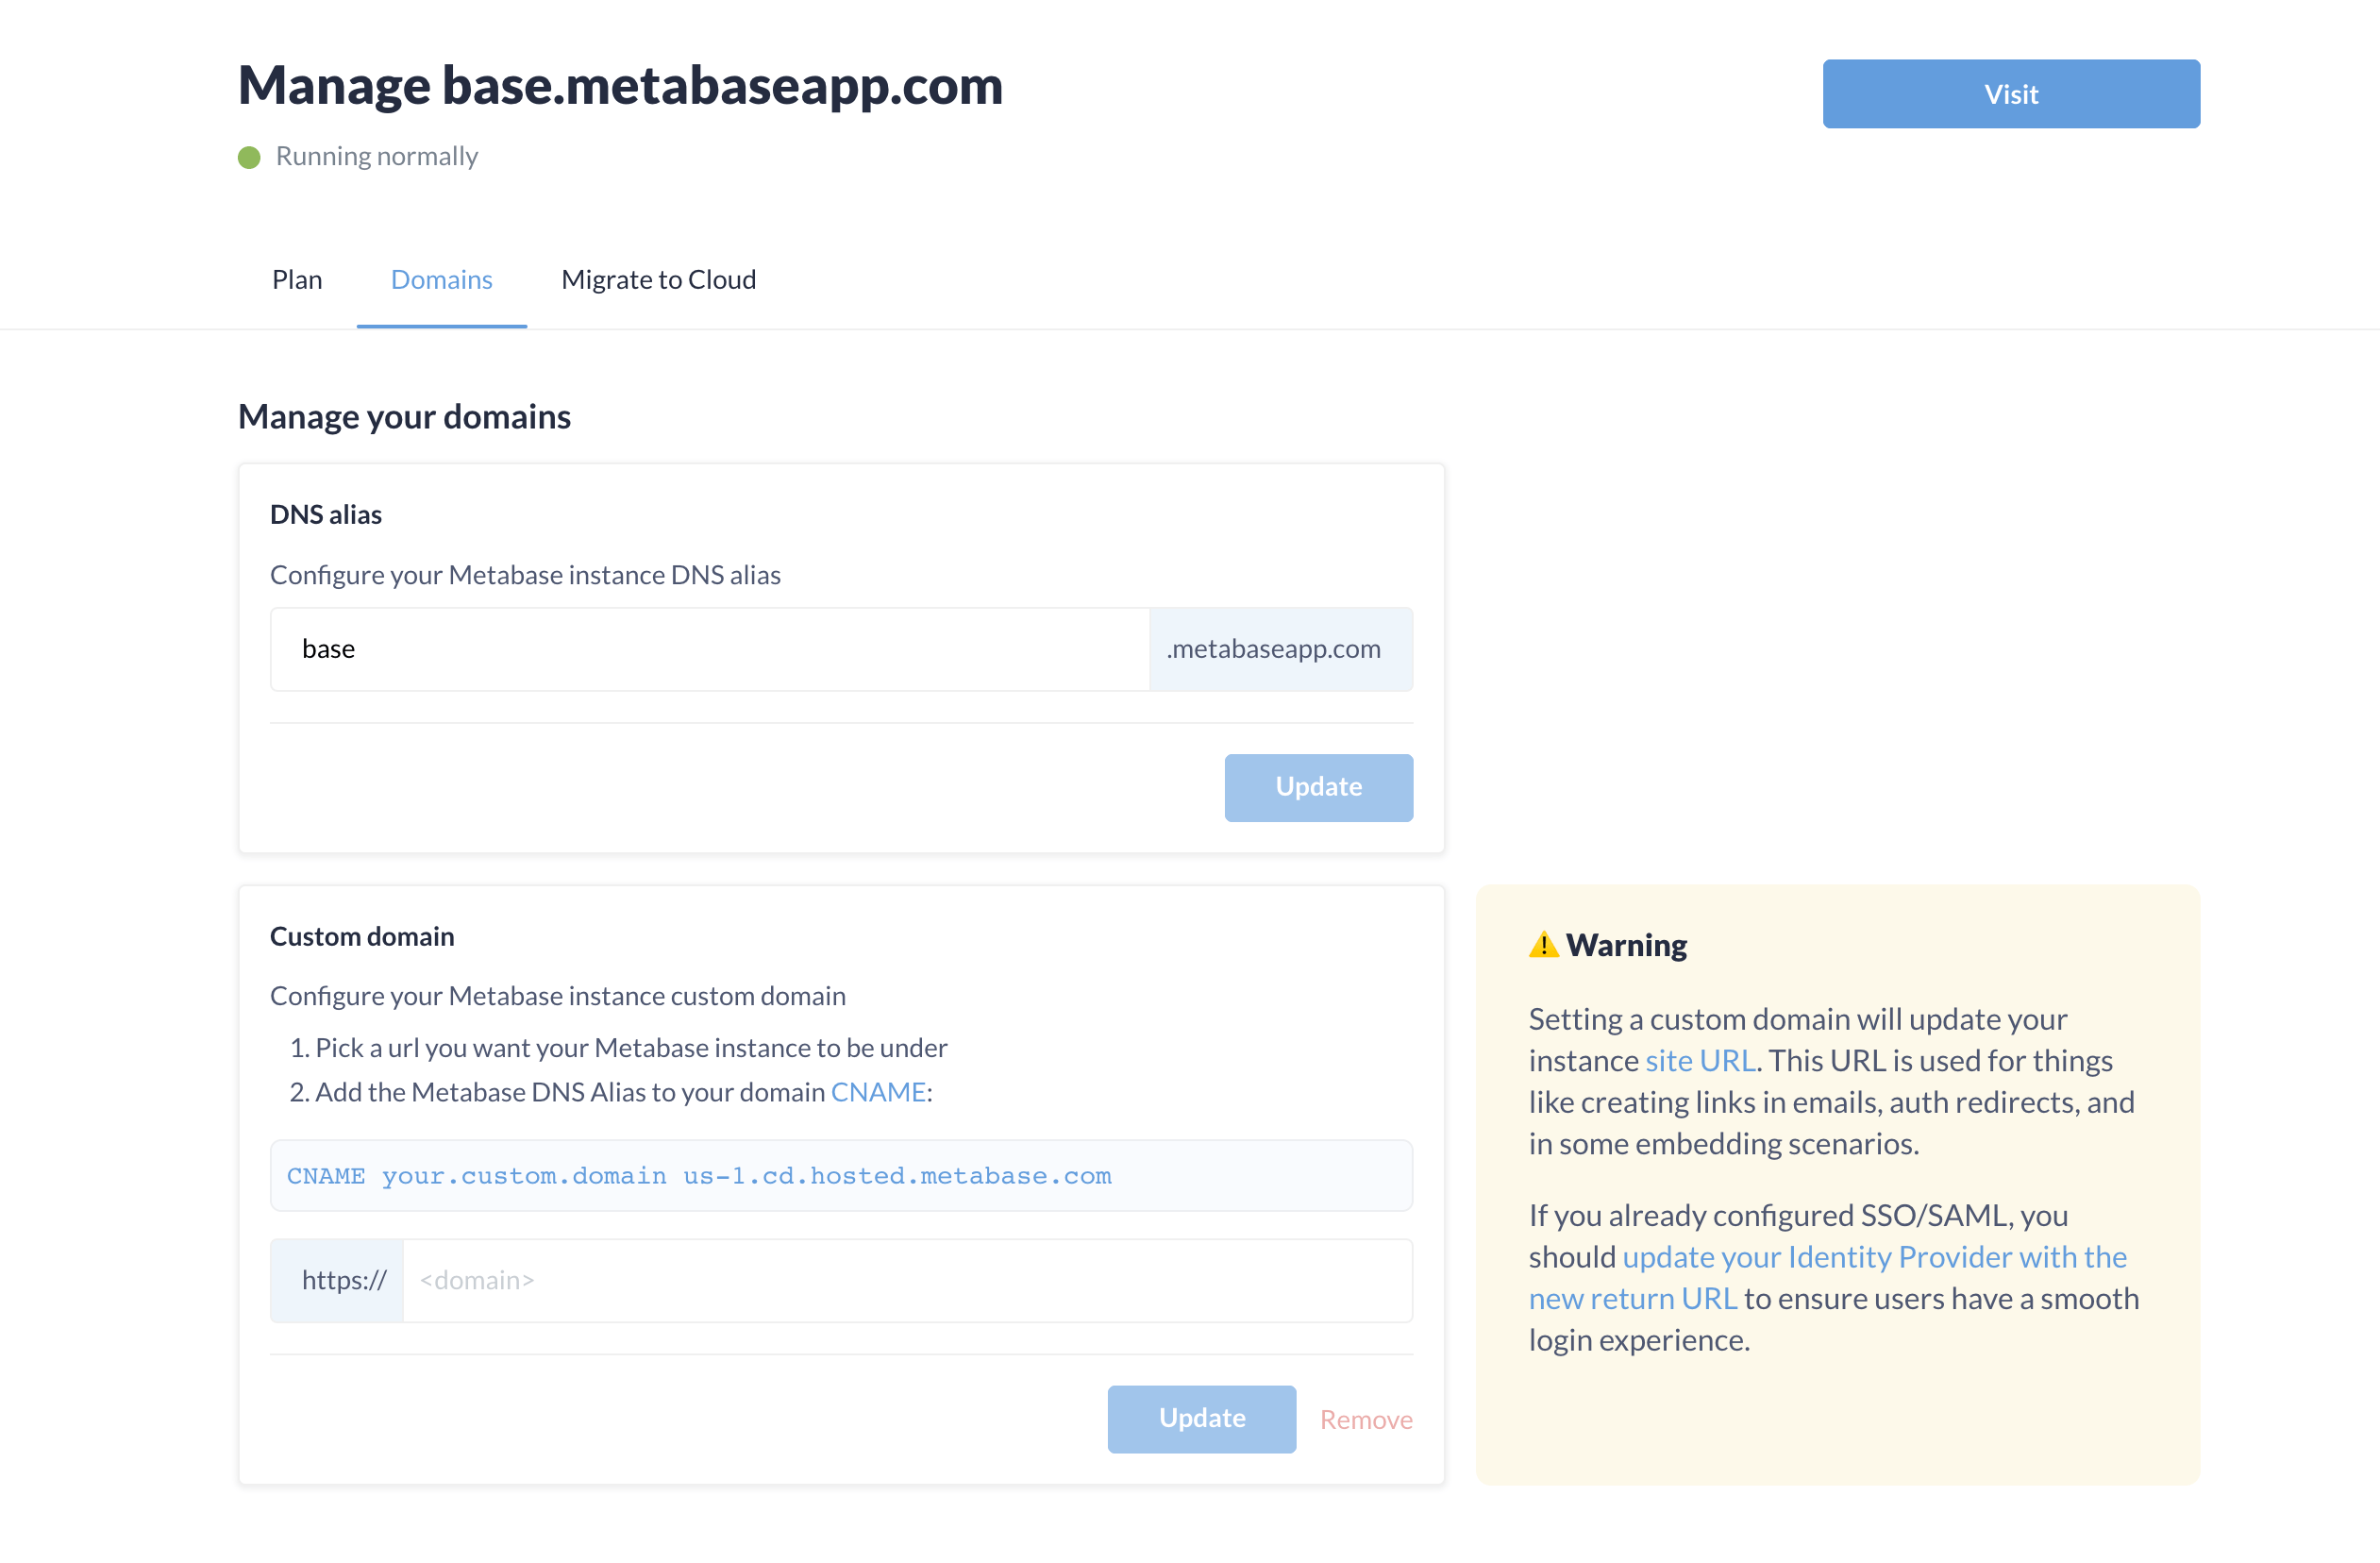 Manage base.metabaseapp.com
Visit
Running normally
Plan
Domains
Migrate to Cloud
Manage your domains
DNS alias
Configure your Metabase instance DNS alias
base
.metabaseapp.com
Update
Custom domain
Configure your Metabase instance custom domain
1. Pick a url you want your Metabase instance to be under
2. Add the Metabase DNS Alias to your domain CNAME:
CNAME your.custom.domain us-1.cd.hosted.metabase.com
https://
<domain>
Update
Remove
Warning
Setting a custom domain will update your
instance site URL. This URL is used for things
like creating links in emails, auth redirects, and
in some embedding scenarios.
If you already configured SSO/SAML, you
should update your Identity Provider with the
new return URL to ensure users have a smooth
login experience.